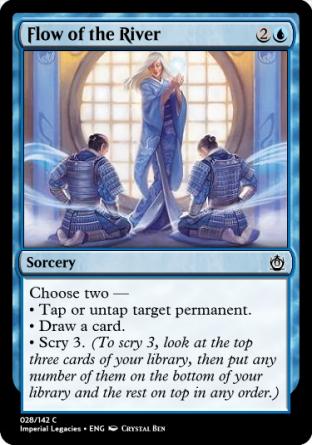 Flow of the River 2
Sorcery
Choose two —
• Tap or untap target permanent.
• Draw a card.
• Scry 3. (To scry 3, look at the top
three cards of your library, then put any
number of them on the bottom of your
library and the rest on top in any order.)
028/142 C
Imperial Legacies • ENG Crystal Ben